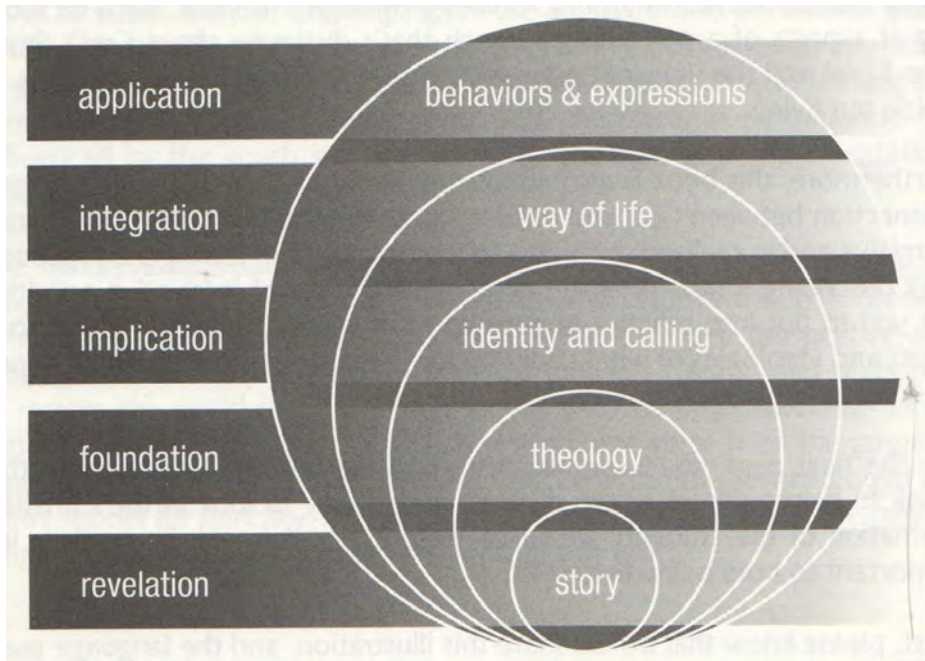 application
behaviors & expressions
integration
way of life
implication
identity and calling
foundation
theology
revelation
story